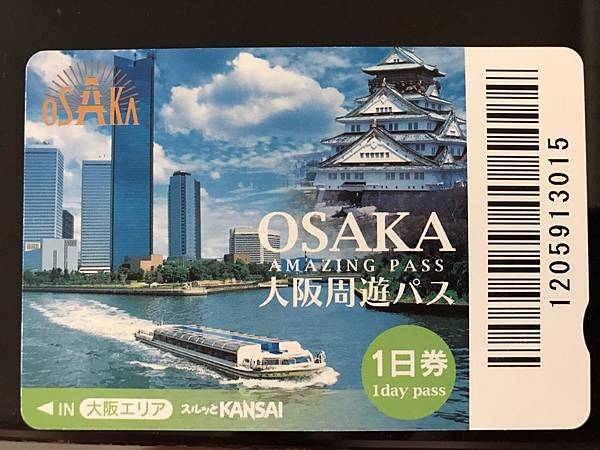 OSAKA
OSAKA
AMAZING PASS
大阪周遊パス
1日券
1day pass
◀IN 大阪エリア スルッとKANSAI
1205913015